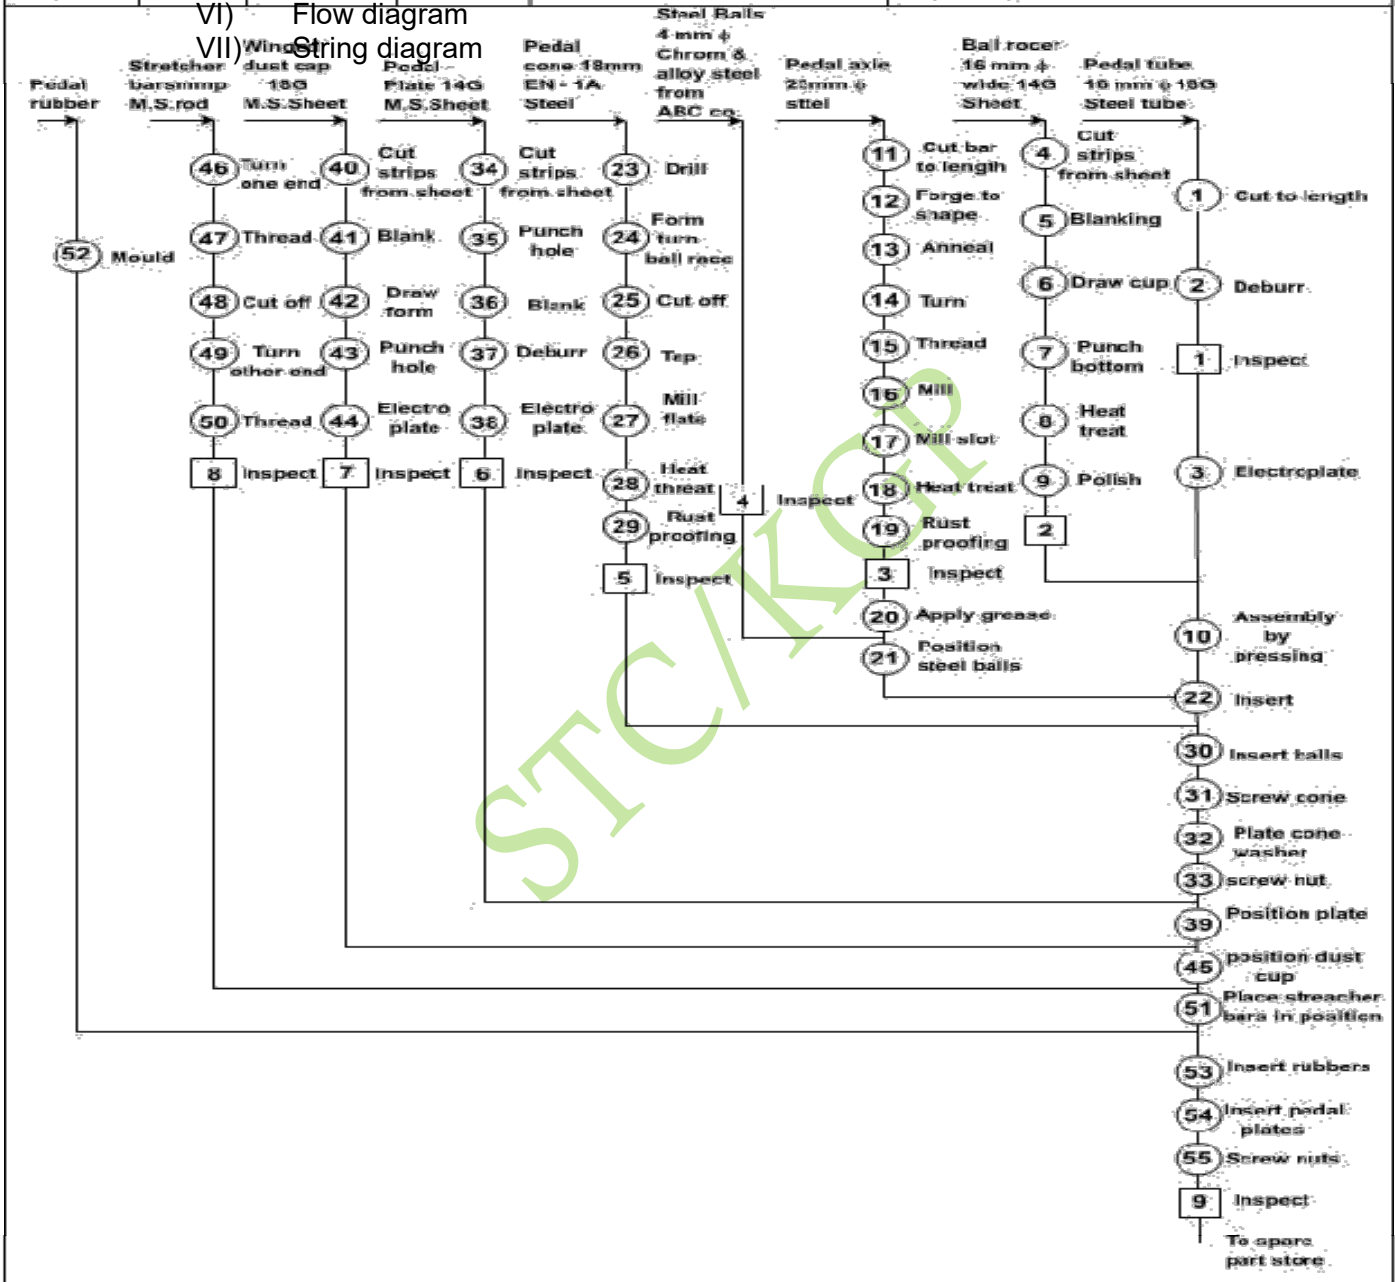 VI) Flow diagram
VII) String diagram
Pedal
rubber
52 Mould
Stretcher
M.S.rod
46 Turn
one end
47 Thread
48 Cut off
49 Turn
other end
50 Thread
8 Inspect
dust cap
18G
M.S.Sheet
40 Cut
strips
from sheet
41 Blank
42 Draw
form
43 Punch
hole
44 Electro
plate
7 Inspect
Pedal
Plate 14G
M.S.Sheet
34 Cut
strips
from sheet
35 Punch
hole
36 Blank
37 Deburr
38 Electro
plate
6 Inspect
Pedal
cone 18mm
EN - 1A
Steel
23 Drill
24 Form
turn
ball race
25 Cut off
26 Tap
27 Mill
flate
28 Heat
threat
29 Rust
proofing
5 Inspect
Steel Balls
4 mm ϕ
Chrom &
alloy steel
from
ABC co
4 Inspect
Pedal axle
25mm ϕ
sttel
11 Cut bar
to length
12 Forge to
shape
13 Anneal
14 Turn
15 Thread
16 Mill
17 Mill slot
18 Heat treat
19 Rust
proofing
3 Inspect
20 Apply grease
21 Position
steel balls
Ball rocer
16 mm ϕ
wide 14G
Sheet
4 Cut
strips
from sheet
5 Blanking
6 Draw cup
7 Punch
bottom
8 Heat
treat
9 Polish
2
Pedal tube
16 mm ϕ 18G
Steel tube
1 Cut to length
2 Deburr
1 Inspect
3 Electroplate
10 Assembly
by
pressing
22 Insert
30 Insert balls
31 Screw cone
32 Plate cone
washer
33 screw nut
39 Position plate
45 position dust
cup
51 Place streacher
bars in position
53 Insert rubbers
54 Insert pedal
plates
55 Screw nuts
9 Inspect
To spare
part store
STC/KGP